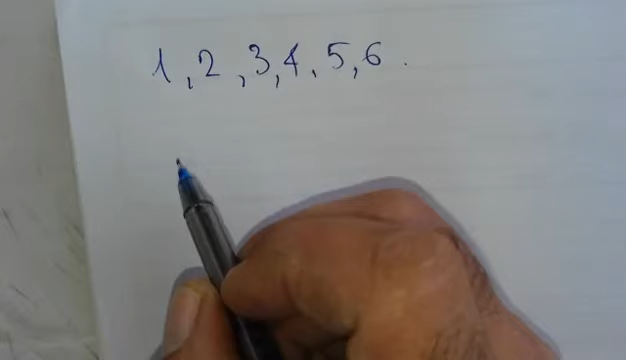 1, 2, 3, 4, 5, 6.